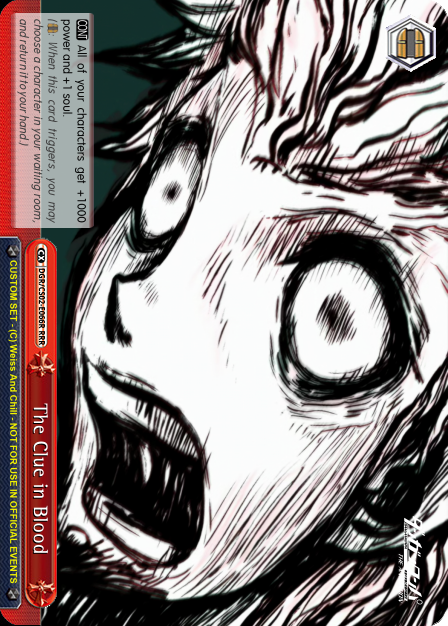 CONT All of your characters get +1000
power and +1 soul.
( : When this card triggers, you may
choose a character in your waiting room,
and return it to your hand.)
CX DGR/CS02-E066R RRR
The Clue in Blood
CUSTOM SET - (C) Weiss And Chill - NOT FOR USE IN OFFICIAL EVENTS